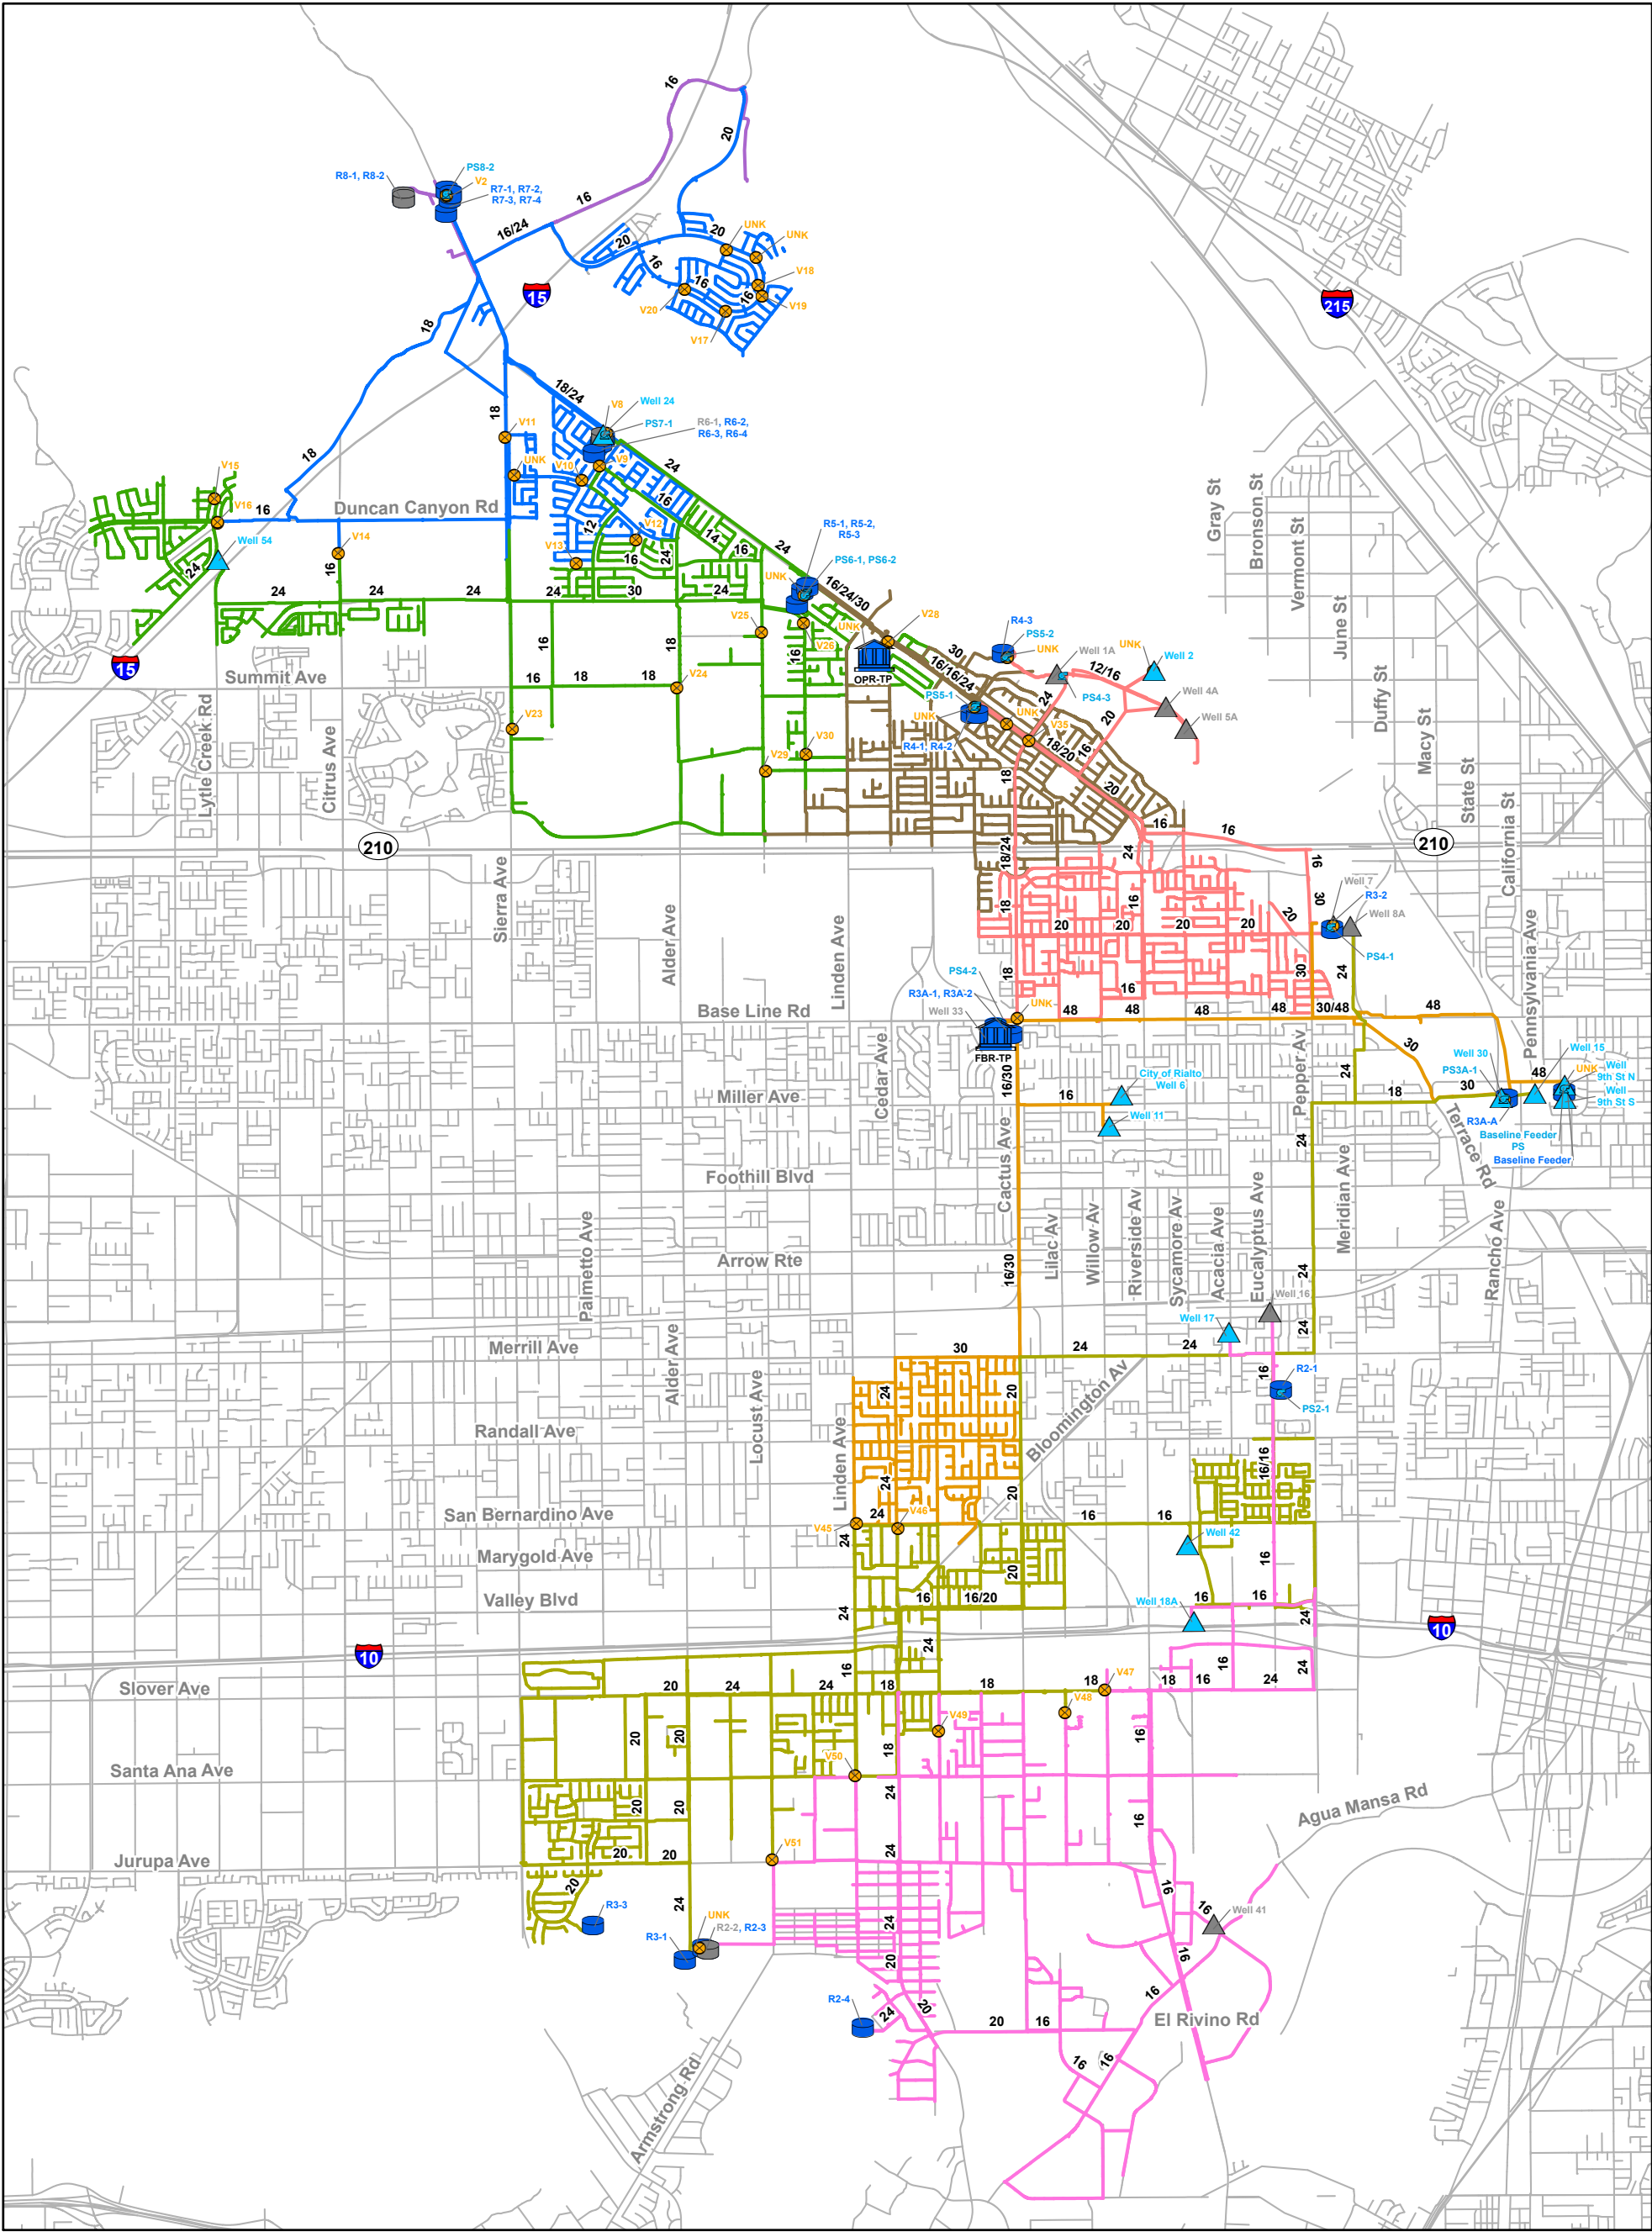 16
20
PS8-2
V2
R8-1, R8-2
R7-1, R7-2,
R7-3, R7-4
16
16/24
20
20
UNK
UNK
16
16
16
V18
V19
V20
V17
15
215
18
18/24
18
V11
V8
Well 24
PS7-1
R6-1, R6-2,
R6-3, R6-4
18
V15
V16
16
Duncan Canyon Rd
UNK
V10
V9
24
16
12
V12
14
16
24
V13
16
24
V14
16
Well 54
24
R5-1, R5-2,
R5-3
PS6-1, PS6-2
UNK
16/24/30
24
24
24
24
30
24
V25
V26
UNK
V28
OPR-TP
30
R4-3
PS5-2
UNK
Well 1A
12/16
UNK
Well 2
Well 4A
Well 5A
PS4-3
16/16/24
24
20
16
PS5-1
UNK
UNK
V35
R4-1, R4-2
18/20
20
16
18
16
15
Summit Ave
16
18
18
V24
V23
V30
V29
18
18/24
16
16
24
16
30
Lytle Creek Rd
Citrus Ave
210
210
Gray St
Bronson St
Vermont St
June St
Duffy St
Macy St
State St
California St
Pennsylvania Ave
Sierra Ave
Alder Ave
Linden Ave
18
16
20
20
20
20
20
Well 7
R3-2
Well 8A
PS4-1
18
16
30
24
PS4-2
R3A-1, R3A-2
Well 33
UNK
FBR-TP
Base Line Rd
48
48
48
48
30/48
48
30
Well 30
PS3A-1
Well 15
48
UNK
Well
9th St N
Well
9th St S
R3A-A
Baseline Feeder
PS
Baseline Feeder
Cedar Ave
16/30
Miller Ave
16
City of Rialto
Well 6
Well 11
Pepper Av
24
24
18
30
Terrace Rd
Foothill Blvd
Cactus Ave
Lilac Av
Willow Av
Riverside Av
Sycamore Av
Acacia Ave
Eucalyptus Ave
Meridian Ave
Rancho Ave
Palmetto Ave
Arrow Rte
16/30
24
Well 16
Well 17
24
Merrill Ave
30
24
24
Alder Ave
Locust Ave
Linden Ave
24
20
Bloomington Av
16
R2-1
PS2-1
Randall Ave
24
20
16/16
San Bernardino Ave
24
V46
V45
24
16
16
Well 42
Marygold Ave
20
16
Valley Blvd
16
16/20
24
24
Well 18A
16
16
24
10
10
16
Slover Ave
20
24
24
18
18
18
V47
18
16
16
24
24
V48
V49
20
20
18
16
Santa Ana Ave
V50
20
20
24
16
Agua Mansa Rd
Jurupa Ave
20
20
V51
24
20
R3-3
24
UNK
R2-2, R2-3
R3-1
24
20
16
16
Well 41
16
R2-4
24
20
20
16
16
El Rivino Rd
16
16
Armstrong Rd